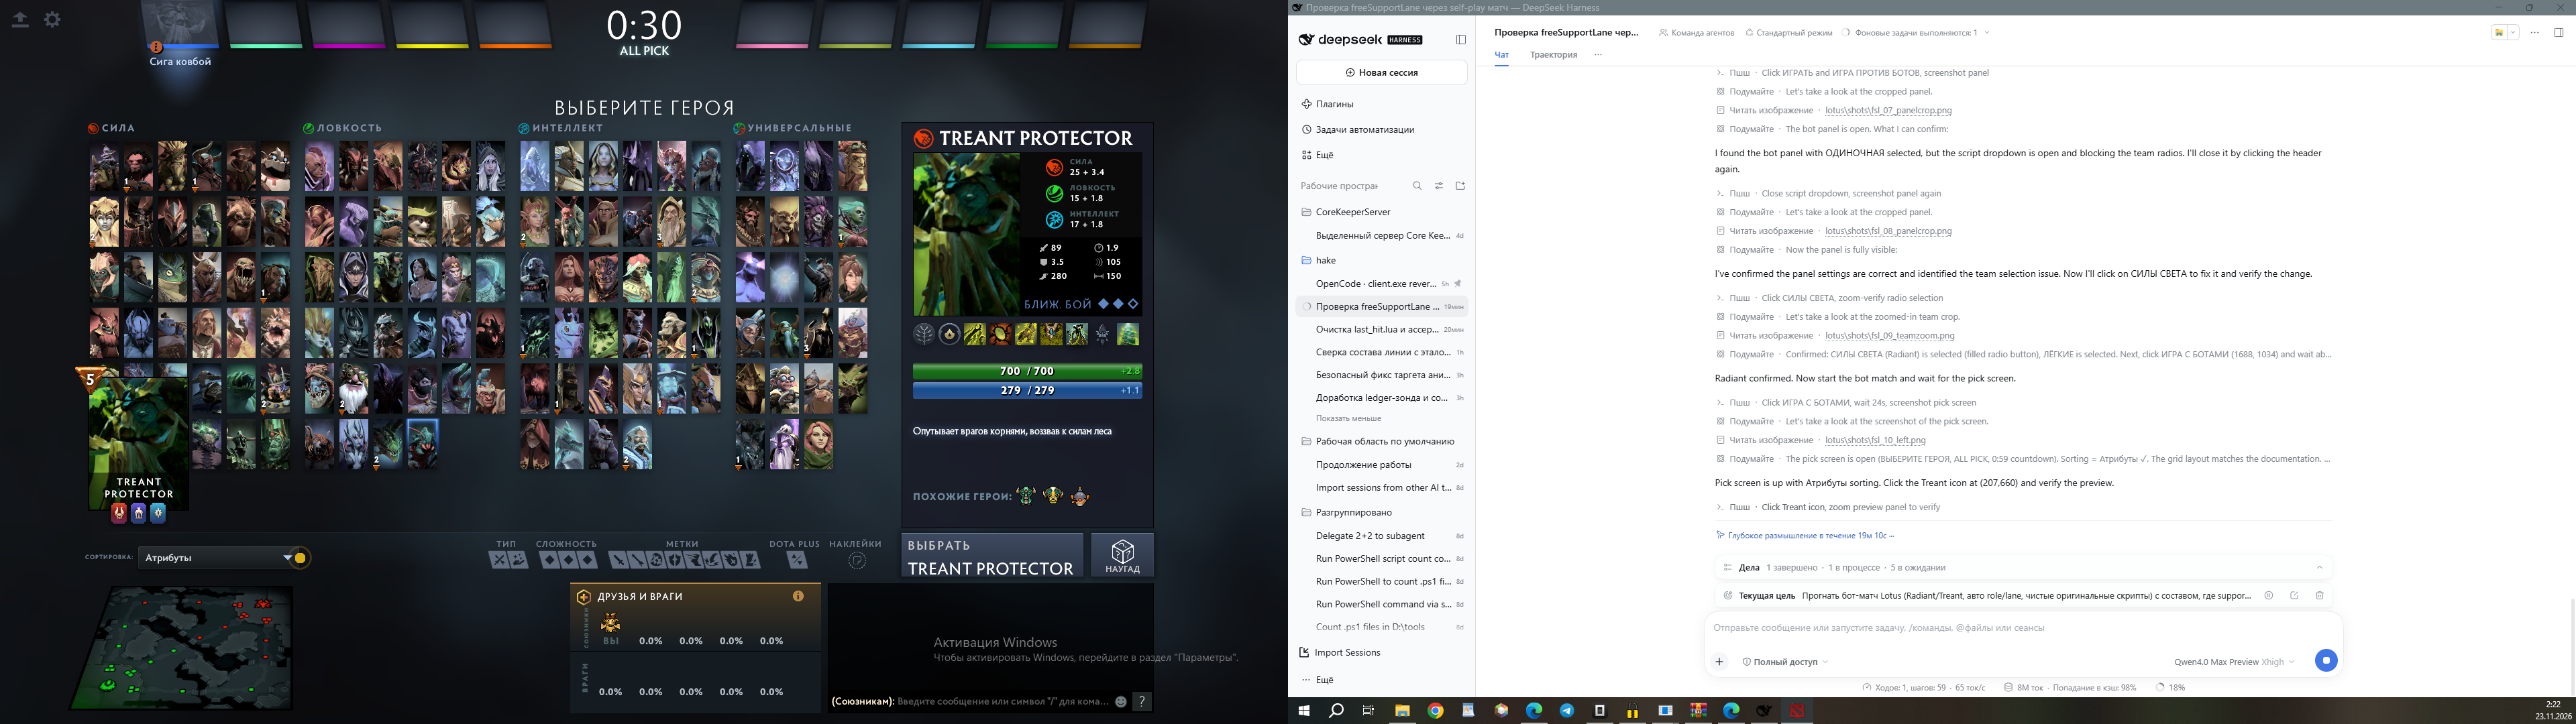 Сига ковбой
0:30
ALL PICK
ВЫБЕРИТЕ ГЕРОЯ
СИЛА
ЛОВКОСТЬ
ИНТЕЛЛЕКТ
УНИВЕРСАЛЬНЫЕ
5
TREANT
PROTECTOR
TREANT PROTECTOR
СИЛА
25 + 3.4
ЛОВКОСТЬ
15 + 1.8
ИНТЕЛЛЕКТ
17 + 1.8
89 1.9
3.5 105
280 150
БЛИЖ. БОЙ
700 / 700 +2.8
279 / 279 +1.1
Опутывает врагов корнями, воззвав к силам леса
ПОХОЖИЕ ГЕРОИ:
СОРТИРОВКА: Атрибуты
ТИП СЛОЖНОСТЬ МЕТКИ DOTA PLUS НАКЛЕЙКИ
ВЫБРАТЬ
TREANT PROTECTOR
НАУГАД
ДРУЗЬЯ И ВРАГИ
СОЮЗНИКИ
ВЫ 0.0% 0.0% 0.0% 0.0%
ВРАГИ
0.0% 0.0% 0.0% 0.0% 0.0%
Активация Windows
Чтобы активировать Windows, перейдите в раздел "Параметры".
(Союзникам): Введите сообщение или символ "/" для кома...
?
Проверка freeSupportLane через self-play матч — DeepSeek Harness
deepseek HARNESS
Новая сессия
Плагины
Задачи автоматизации
Ещё
Рабочие простран
CoreKeeperServer
Выделенный сервер Core Kee... 4d
hake
OpenCode · client.exe rever... 5h
Проверка freeSupportLane ... 19мин
Очистка last_hit.lua и ассер... 20мин
Сверка состава линии с этало... 1h
Безопасный фикс таргета ани... 3h
Доработка ledger-зонда и со... 3h
Показать меньше
Рабочая область по умолчанию
Продолжение работы 2d
Import sessions from other AI t... 8d
Разгруппировано
Delegate 2+2 to subagent 8d
Run PowerShell script count co... 8d
Run PowerShell to count .ps1 fi... 8d
Run PowerShell command via s... 8d
Count .ps1 files in D:\tools 8d
Import Sessions
Ещё
Проверка freeSupportLane чер...
Команда агентов
Стандартный режим
Фоновые задачи выполняются: 1
Чат Траектория ···
Пшш · Click ИГРАТЬ and ИГРА ПРОТИВ БОТОВ, screenshot panel
Подумайте · Let's take a look at the cropped panel.
Читать изображение · lotus\shots\fsl_07_panelcrop.png
Подумайте · The bot panel is open. What I can confirm:
I found the bot panel with ОДИНОЧНАЯ selected, but the script dropdown is open and blocking the team radios. I'll close it by clicking the header
again.
Пшш · Close script dropdown, screenshot panel again
Подумайте · Let's take a look at the cropped panel.
Читать изображение · lotus\shots\fsl_08_panelcrop.png
Подумайте · Now the panel is fully visible:
I've confirmed the panel settings are correct and identified the team selection issue. Now I'll click on СИЛЫ СВЕТА to fix it and verify the change.
Пшш · Click СИЛЫ СВЕТА, zoom-verify radio selection
Подумайте · Let's take a look at the zoomed-in team crop.
Читать изображение · lotus\shots\fsl_09_teamzoom.png
Подумайте · Confirmed: СИЛЫ СВЕТА (Radiant) is selected (filled radio button), ЛЁГКИЕ is selected. Next, click ИГРА С БОТАМИ (1688, 1034) and wait ab...
Radiant confirmed. Now start the bot match and wait for the pick screen.
Пшш · Click ИГРА С БОТАМИ, wait 24s, screenshot pick screen
Подумайте · Let's take a look at the screenshot of the pick screen.
Читать изображение · lotus\shots\fsl_10_left.png
Подумайте · The pick screen is open (ВЫБЕРИТЕ ГЕРОЯ, ALL PICK, 0:59 countdown). Sorting = Атрибуты ✓. The grid layout matches the documentation. ...
Pick screen is up with Атрибуты sorting. Click the Treant icon at (207,660) and verify the preview.
Пшш · Click Treant icon, zoom preview panel to verify
Глубокое размышление в течение 19м 10с
Дела 1 завершено · 1 в процессе · 5 в ожидании
Текущая цель Прогнать бот-матч Lotus (Radiant/Treant, авто role/lane, чистые оригинальные скрипты) с составом, где suppor...
Отправьте сообщение или запустите задачу, /команды, @файлы или сеансы
Полный доступ
Qwen4.0 Max Preview Xhigh
Ходов: 1, шагов: 59 · 65 ток/с
8M ток · Попадание в кэш: 98%
18%
2:22
23.11.2026